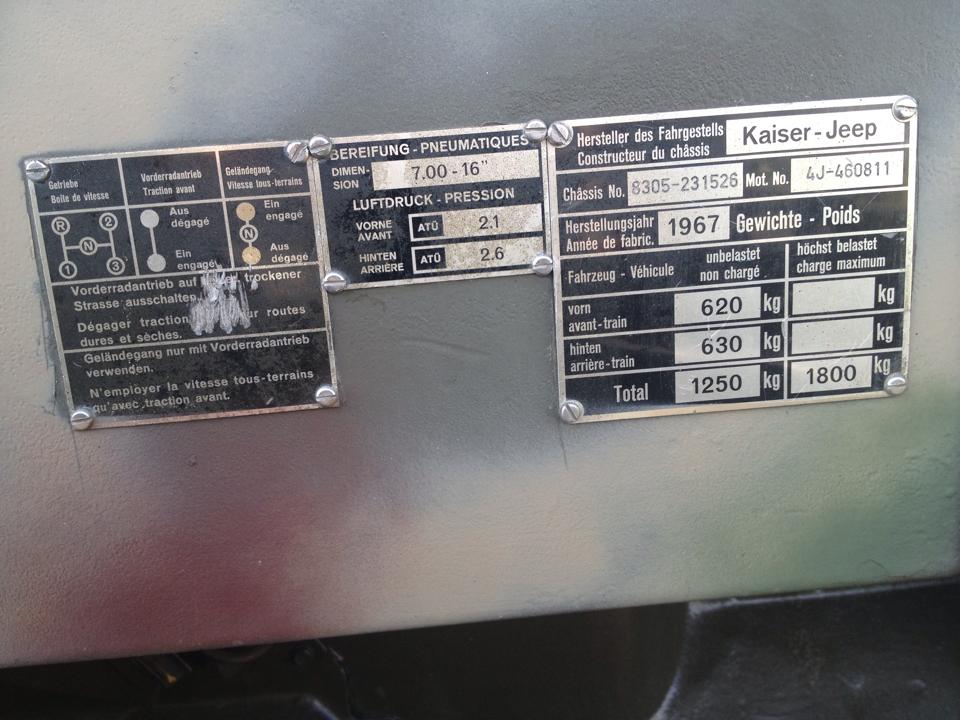 Getriebe
Boîte de vitesse
Vorderradantrieb
Traction avant
Geländegang
Vitesse tous-terrains
R 2
N
1 3
Aus
dégagé
Ein
engagé
Ein
engagé
N
Aus
dégagé
Vorderradantrieb auf trockener
Strasse ausschalten.
Dégager traction routes
dures et sèches.
Geländegang nur mit Vorderradantrieb
verwenden.
N'employer la vitesse tous-terrains
qu'avec traction avant.
BEREIFUNG - PNEUMATIQUES
DIMEN-
SION
7.00-16"
LUFTDRUCK - PRESSION
VORNE
AVANT
ATÜ 2.1
HINTEN
ARRIÈRE
ATÜ 2.6
Hersteller des Fahrgestells
Constructeur du châssis
Kaiser-Jeep
Châssis No. 8305-231526 Mot. No. 4J-460811
Herstellungsjahr
Année de fabric.
1967 Gewichte - Poids
Fahrzeug - Véhicule
unbelastet
non chargé
höchst belastet
charge maximum
vorn
avant-train
620 kg kg
hinten
arrière-train
630 kg kg
Total 1250 kg 1800 kg